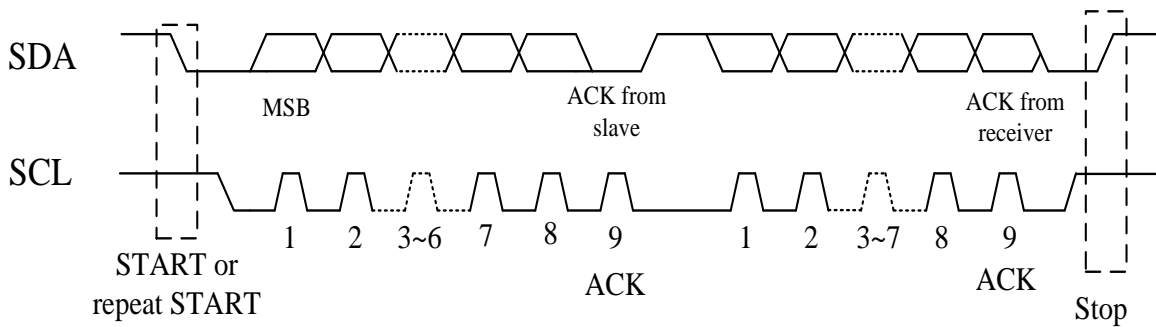 SDA
MSB
ACK from
slave
ACK from
receiver
SCL
1 2 3~6 7 8 9 1 2 3~7 8 9
START or
repeat START
ACK
ACK
Stop